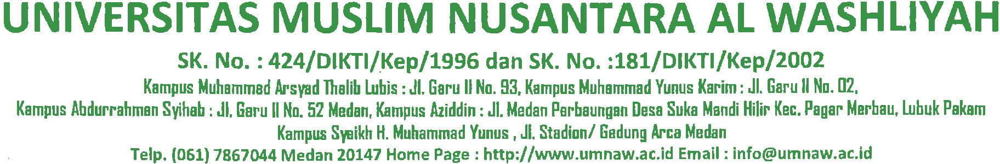 UNIVERSITAS MUSLIM NUSANTARA AL WASHLIYAH
SK. No. : 424/DIKTI/Kep/1996 dan SK. No. :181/DIKTI/Kep/2002
Kampus Muhammad Arsyad Thalib Lubis : Jl. Garu II No. 93, Kampus Muhammad Yunus Karim : Jl. Garu II No. 02,
Kampus Abdurrahman Syihab : Jl. Garu II No. 52 Medan, Kampus Aziddin : Jl. Medan Perbaungan Desa Suka Mandi Hilir Kec. Pagar Merbau, Lubuk Pakam
Kampus Syeikh H. Muhammad Yunus , Jl. Stadion/ Gedung Arca Medan
Telp. (061) 7867044 Medan 20147 Home Page : http://www.umnaw.ac.id Email : info@umnaw.ac.id